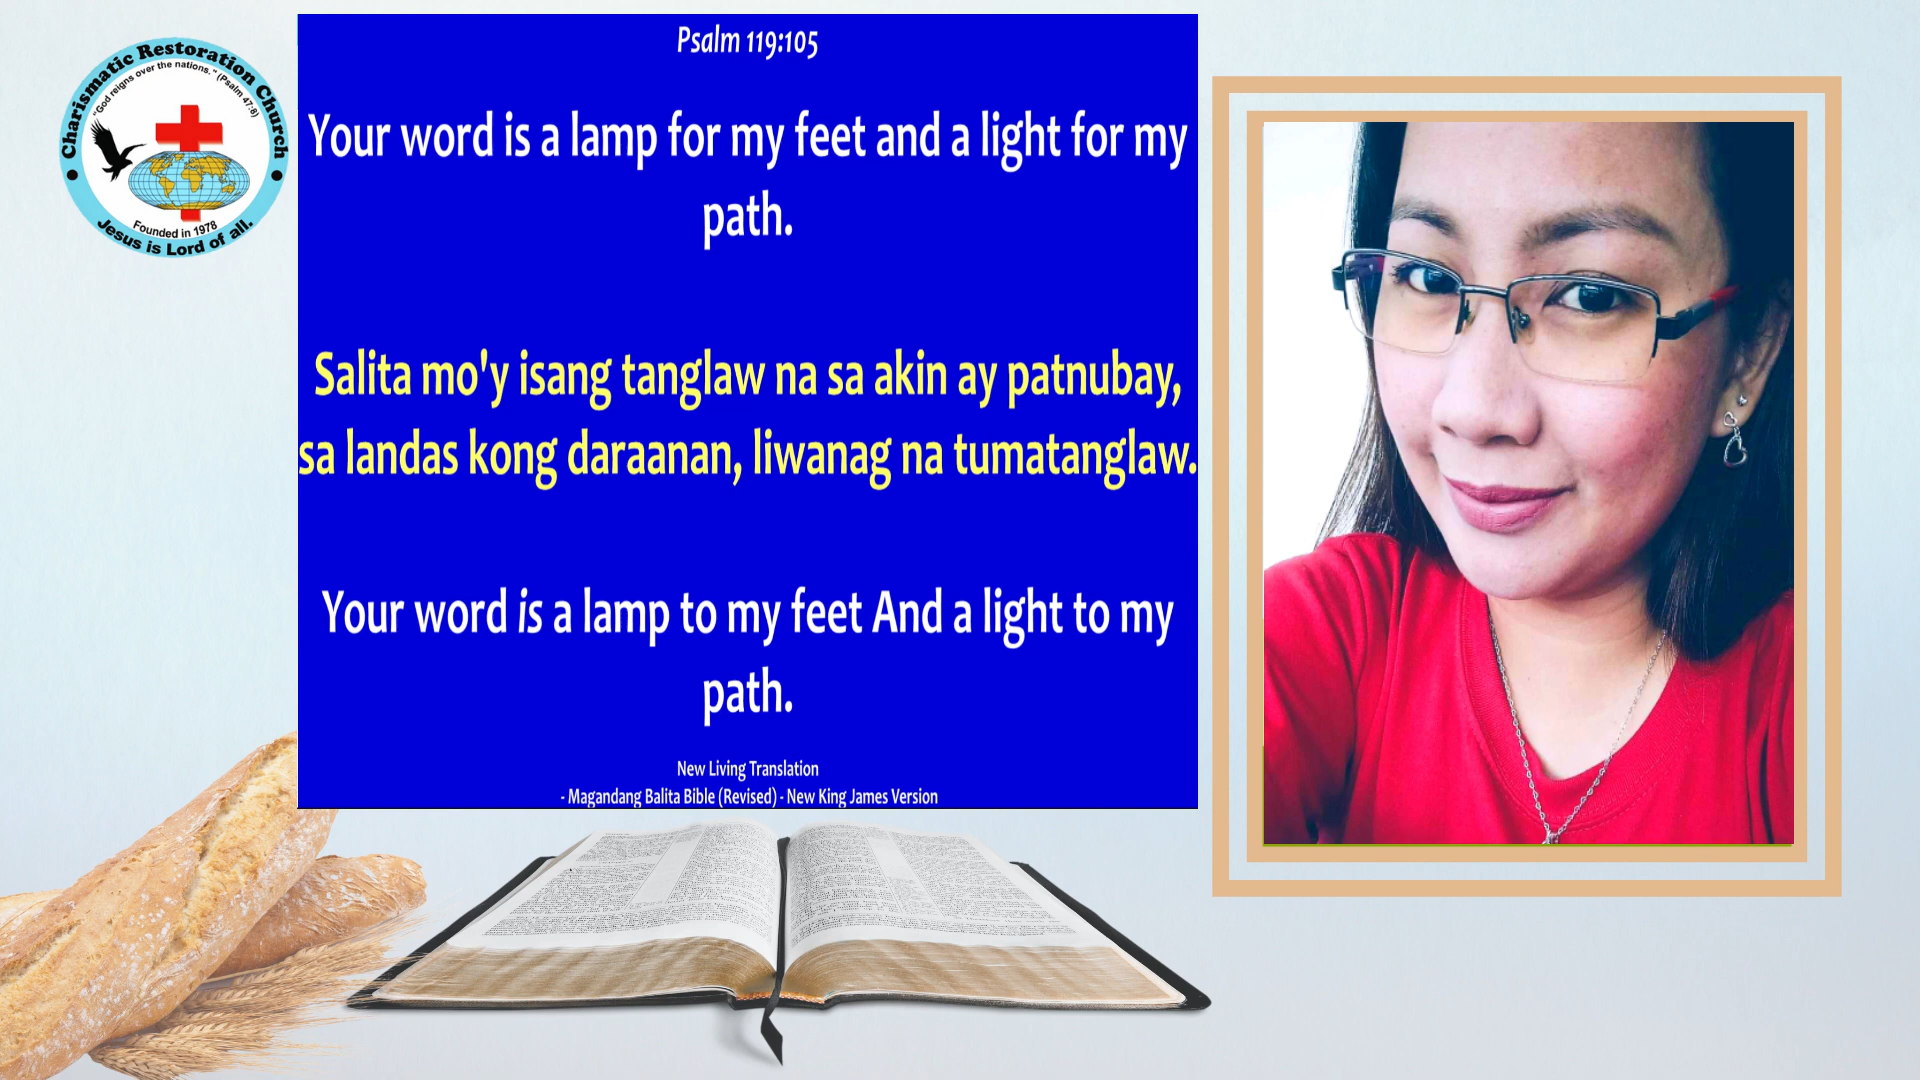 Charismatic Restoration Church
"God reigns over the nations." (Psalm 47:8)
Founded in 1978
Jesus is Lord of all.
Psalm 119:105
Your word is a lamp for my feet and a light for my
path.
Salita mo'y isang tanglaw na sa akin ay patnubay,
sa landas kong daraanan, liwanag na tumatanglaw.
Your word is a lamp to my feet And a light to my
path.
New Living Translation
- Magandang Balita Bible (Revised) - New King James Version